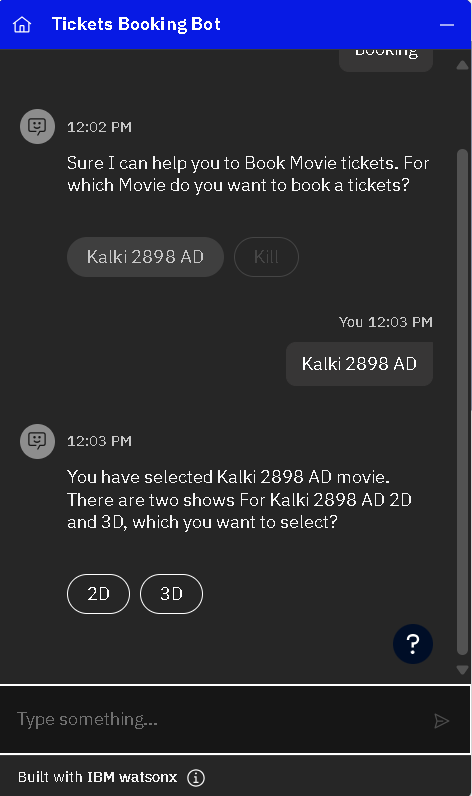 Tickets Booking Bot
Booking
12:02 PM
Sure I can help you to Book Movie tickets. For
which Movie do you want to book a tickets?
Kalki 2898 AD Kill
You 12:03 PM
Kalki 2898 AD
12:03 PM
You have selected Kalki 2898 AD movie.
There are two shows For Kalki 2898 AD 2D
and 3D, which you want to select?
2D 3D
?
Type something...
Built with IBM watsonx